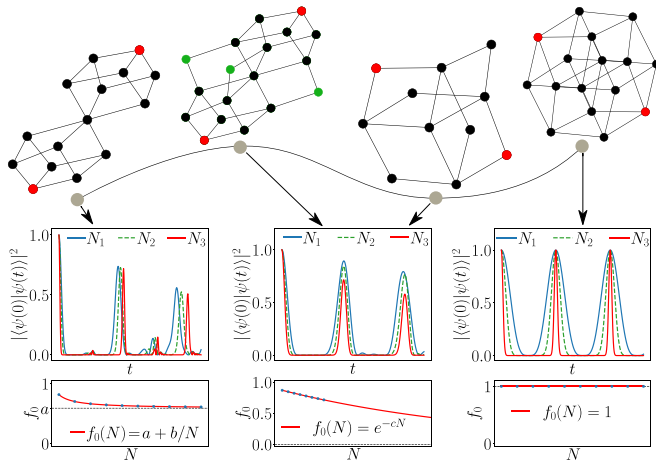 N₁ N₂ N₃
|⟨ψ(0)|ψ(t)⟩|²
1.0
0.5
0.0
t
N₁ N₂ N₃
|⟨ψ(0)|ψ(t)⟩|²
1.0
0.5
0.0
t
N₁ N₂ N₃
|⟨ψ(0)|ψ(t)⟩|²
1.0
0.5
0.0
t
f₀
1
a
0
f₀(N) = a + b/N
N
f₀
1.0
0.0
f₀(N) = e^{-cN}
N
f₀
1
0
f₀(N) = 1
N